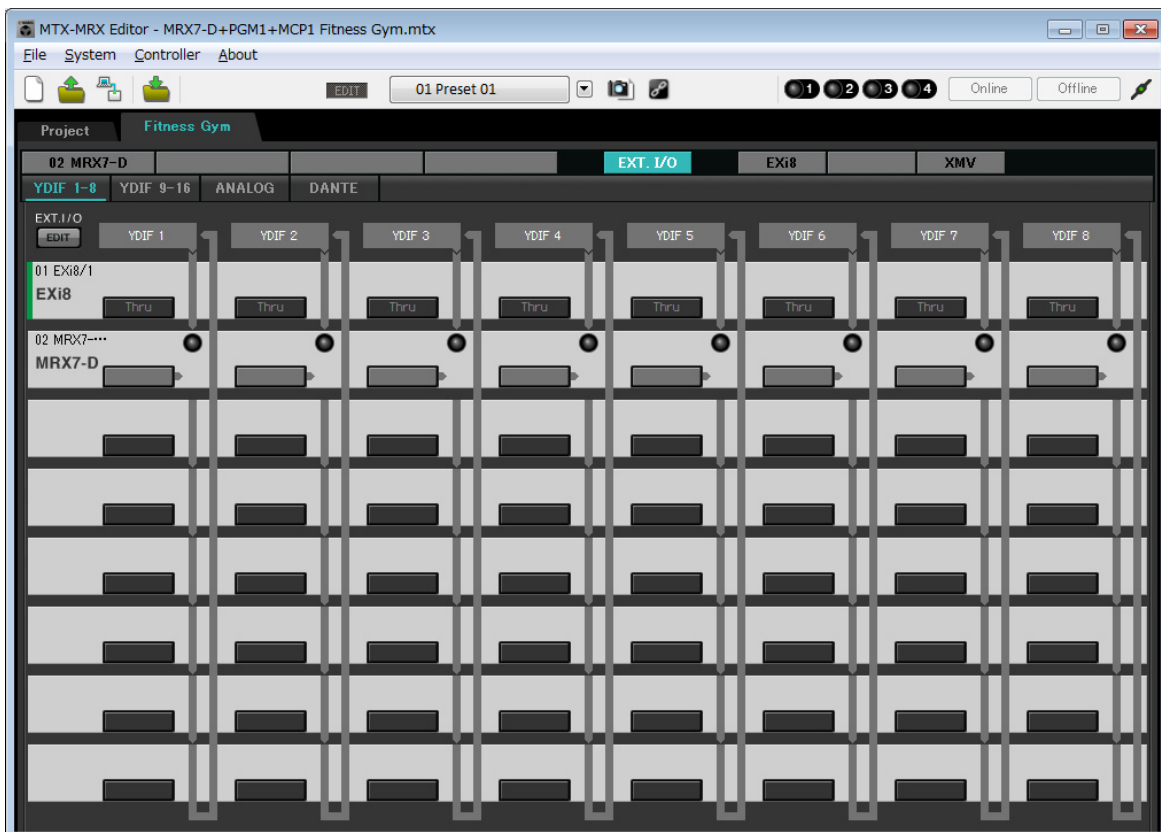 MTX-MRX Editor - MRX7-D+PGM1+MCP1 Fitness Gym.mtx
File System Controller About
EDIT 01 Preset 01 1 2 3 4 Online Offline
Project Fitness Gym
02 MRX7-D EXT. I/O EXi8 XMV
YDIF 1-8 YDIF 9-16 ANALOG DANTE
EXT.I/O
EDIT YDIF 1 YDIF 2 YDIF 3 YDIF 4 YDIF 5 YDIF 6 YDIF 7 YDIF 8
01 EXi8/1
EXi8
Thru Thru Thru Thru Thru Thru Thru Thru
02 MRX7-···
MRX7-D